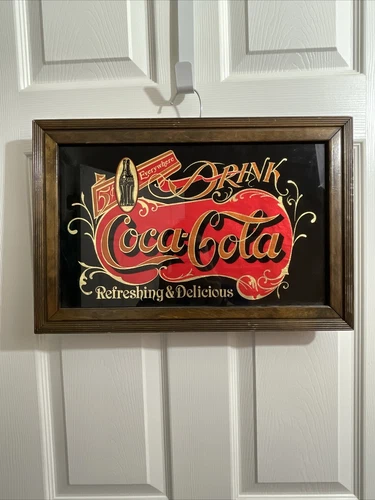 5¢
Everywhere
DRINK
Coca-Cola
Refreshing & Delicious